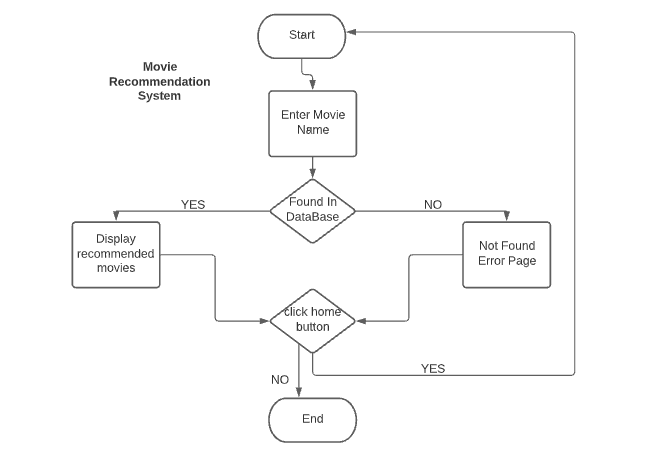 Start
Movie
Recommendation
System
Enter Movie
Name
Found In
DataBase
YES
NO
Display
recommended
movies
Not Found
Error Page
click home
button
YES
NO
End